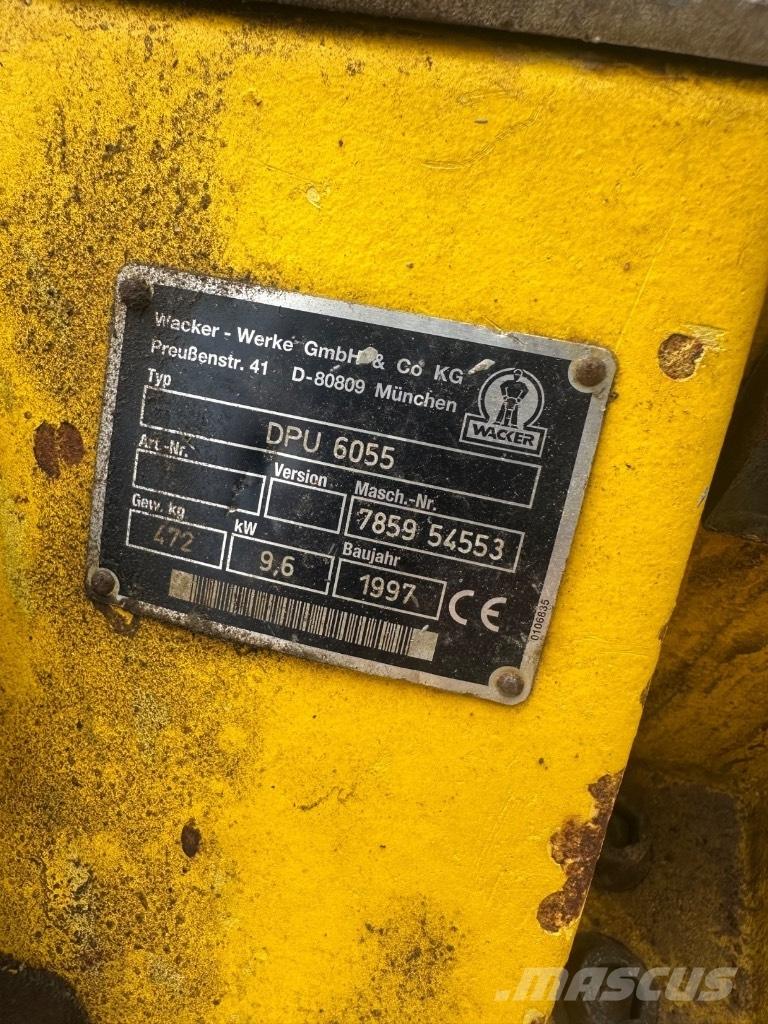 Wacker - Werke GmbH & Co KG
Preußenstr. 41 D-80809 München
WACKER
Typ
DPU 6055
Art.-Nr.
Version
Masch.-Nr.
7859 54553
Gew. kg
472
kW
9,6
Baujahr
1997
CE
0106835
MASCUS